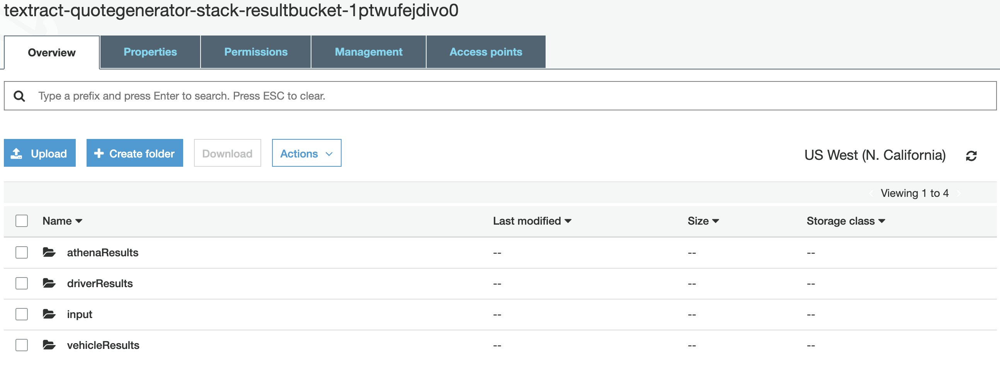 textract-quotegenerator-stack-resultbucket-1ptwufejdivo0
Overview Properties Permissions Management Access points
Type a prefix and press Enter to search. Press ESC to clear.
Upload Create folder Download Actions US West (N. California)
Viewing 1 to 4
Name Last modified Size Storage class
athenaResults -- -- --
driverResults -- -- --
input -- -- --
vehicleResults -- -- --